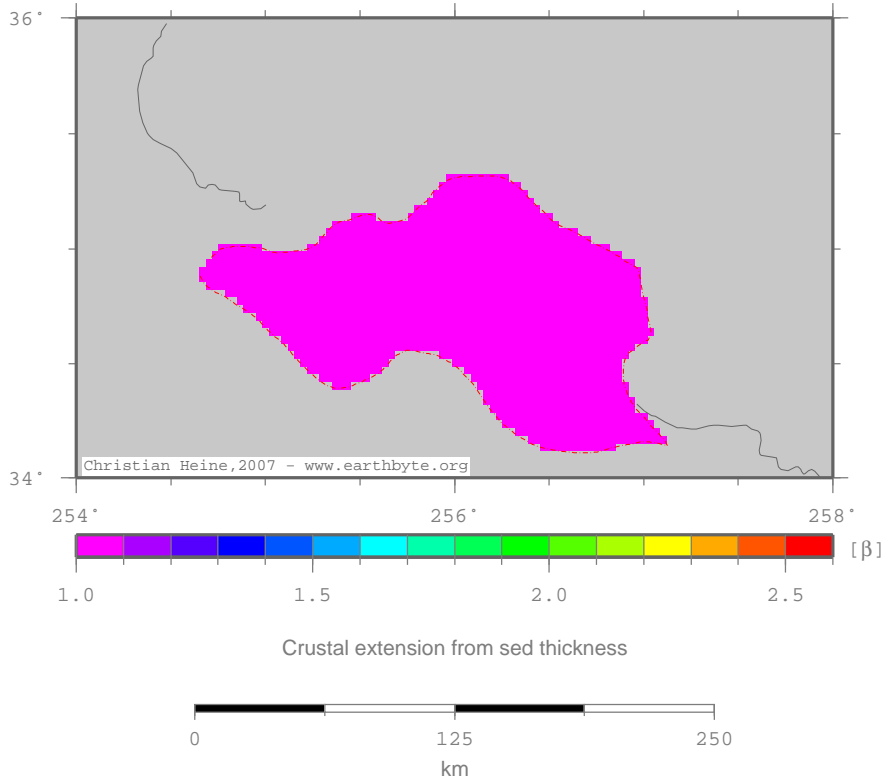 36°
34°
Christian Heine,2007 - www.earthbyte.org
254° 256° 258°
[β]
1.0 1.5 2.0 2.5
Crustal extension from sed thickness
0 125 250
km